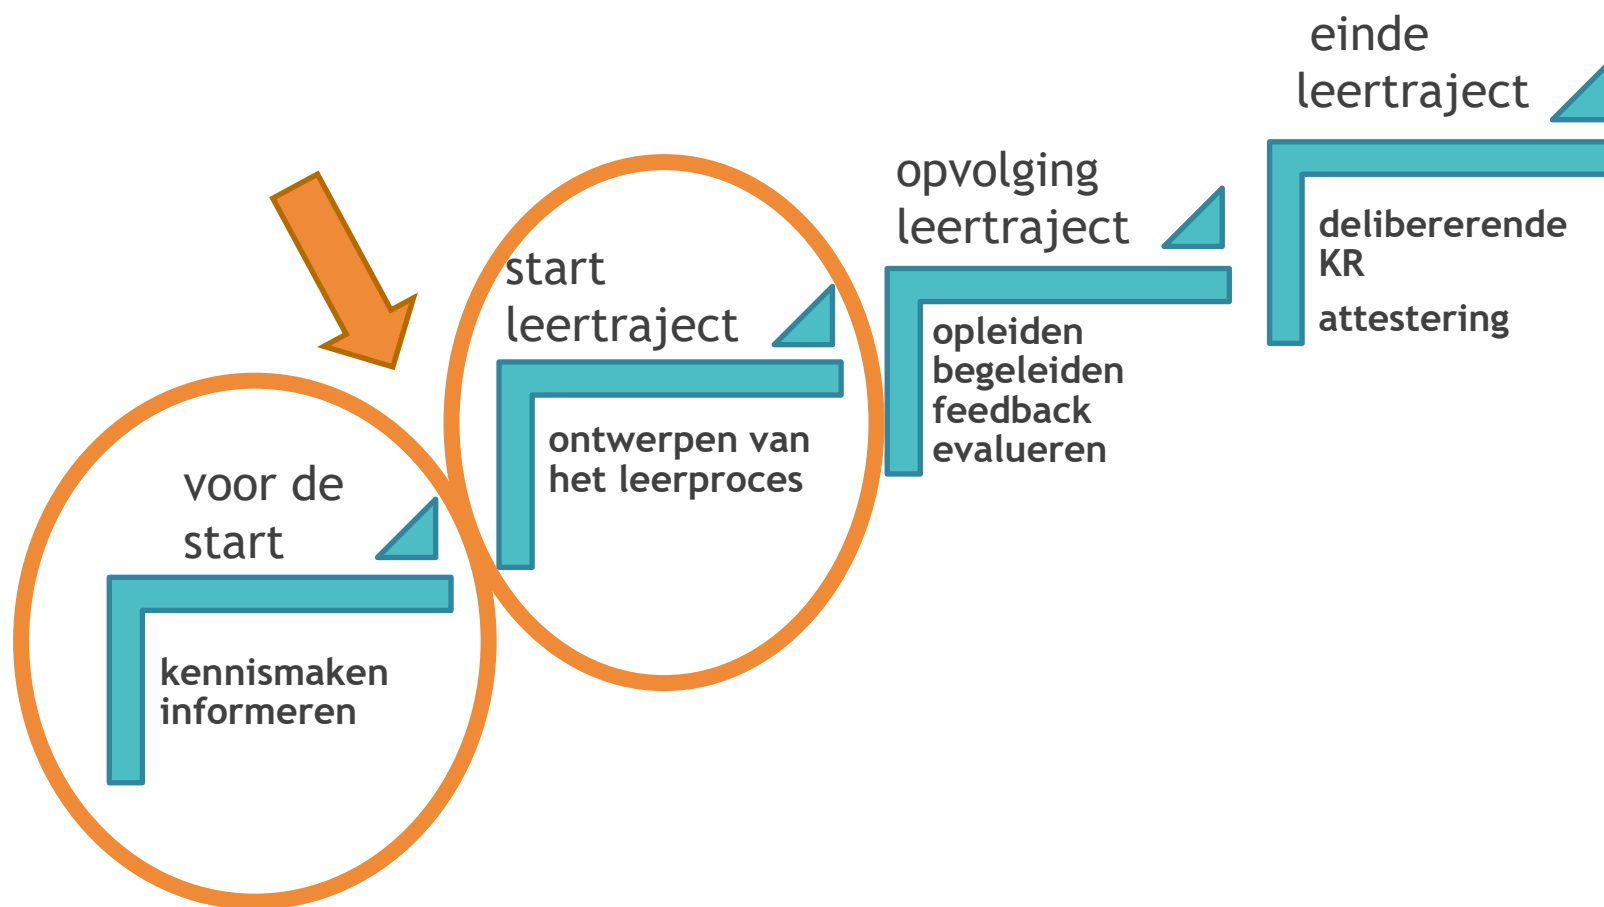 voor de
start
kennismaken
informeren
start
leertraject
ontwerpen van
het leerproces
opvolging
leertraject
opleiden
begeleiden
feedback
evalueren
einde
leertraject
delibererende
KR
attestering